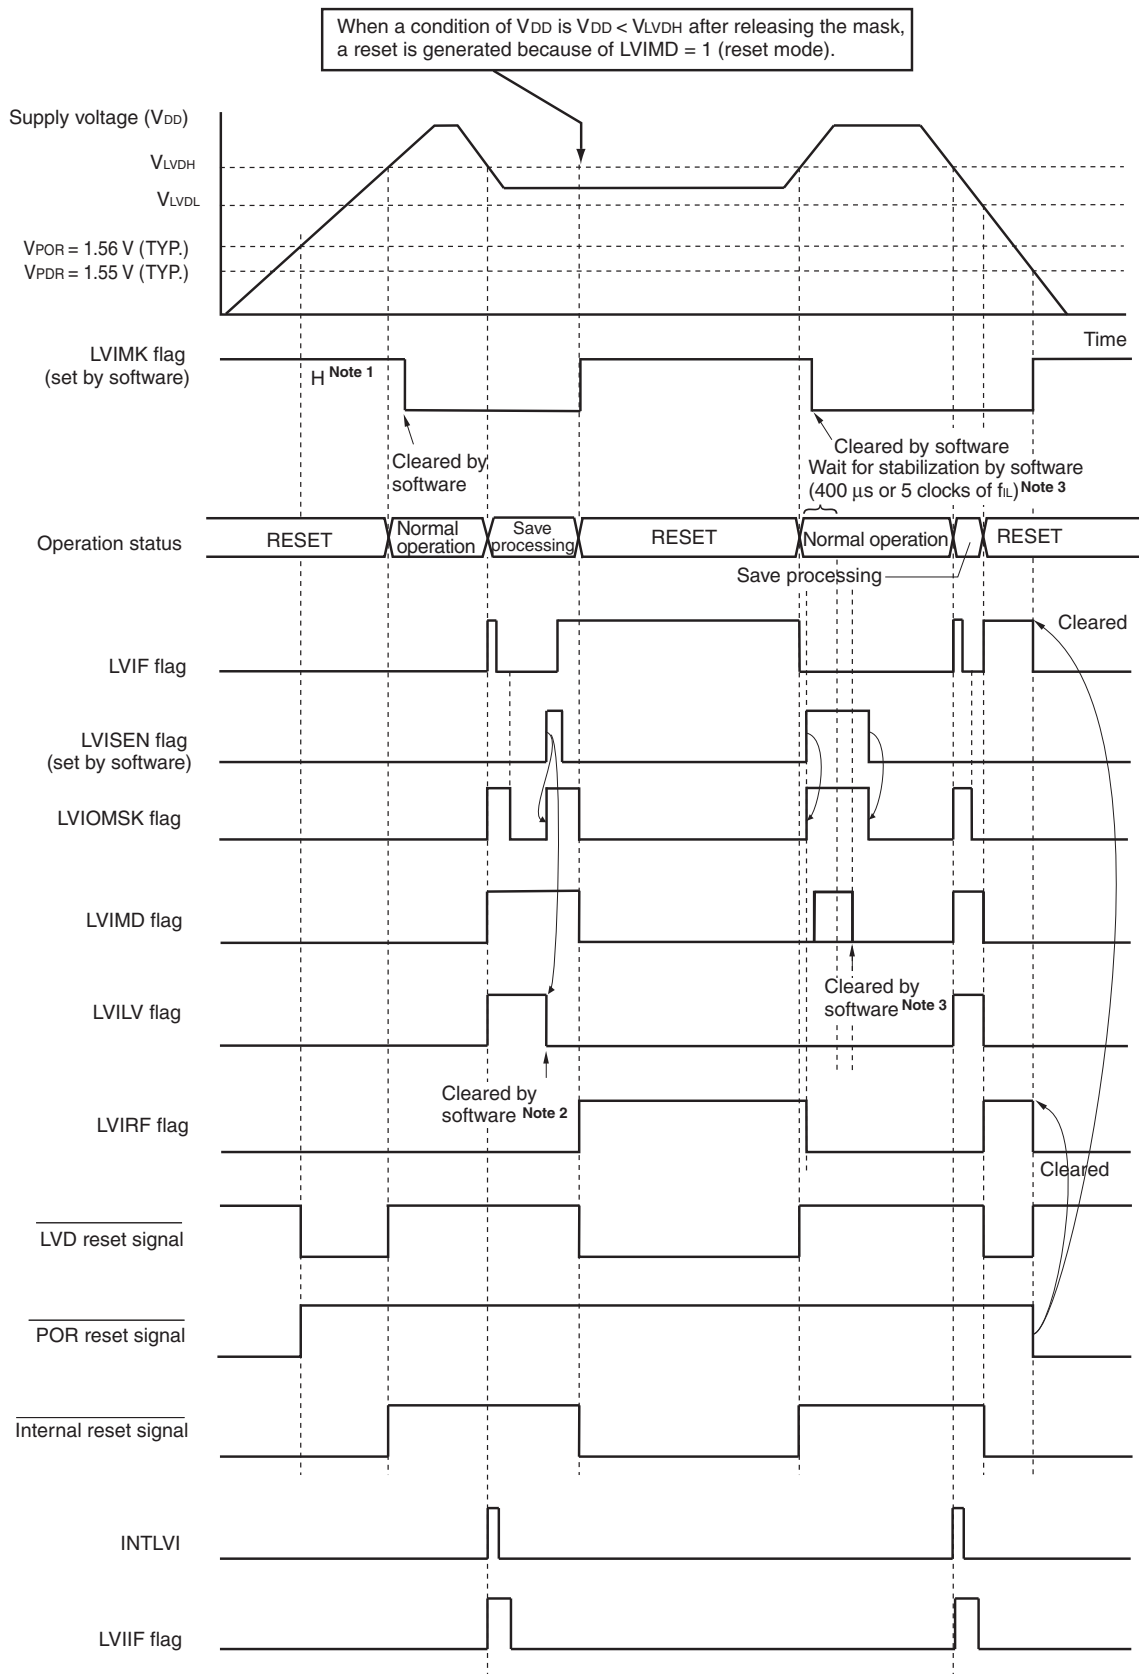 When a condition of VDD is VDD < VLVDH after releasing the mask,
a reset is generated because of LVIMD = 1 (reset mode).
Supply voltage (VDD)
VLVDH
VLVDL
VPOR = 1.56 V (TYP.)
VPDR = 1.55 V (TYP.)
Time
LVIMK flag
(set by software)
H Note 1
Cleared by
software
Cleared by software
Wait for stabilization by software
(400 μs or 5 clocks of fIL) Note 3
Operation status
RESET
Normal
operation
Save
processing
RESET
Normal operation
RESET
Save processing
LVIF flag
Cleared
LVISEN flag
(set by software)
LVIOMSK flag
LVIMD flag
Cleared by
software Note 3
LVILV flag
Cleared by
software Note 2
LVIRF flag
Cleared
LVD reset signal
POR reset signal
Internal reset signal
INTLVI
LVIIF flag